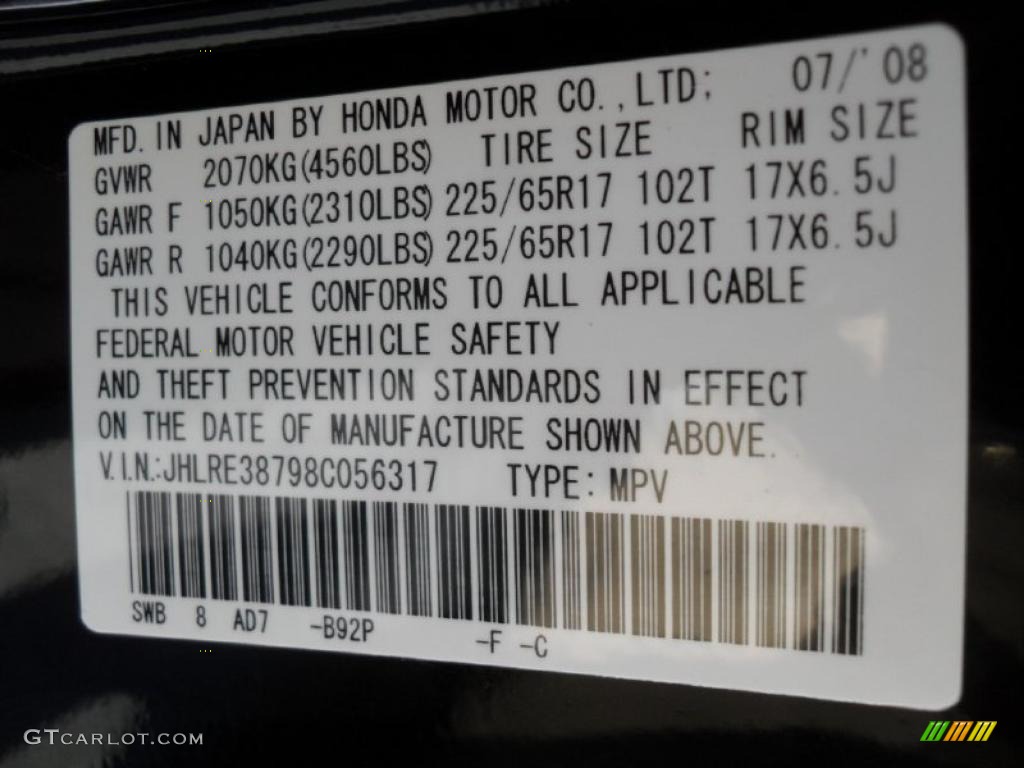 MFD. IN JAPAN BY HONDA MOTOR CO., LTD; 07/'08
GVWR 2070KG(4560LBS) TIRE SIZE RIM SIZE
GAWR F 1050KG(2310LBS) 225/65R17 102T 17X6.5J
GAWR R 1040KG(2290LBS) 225/65R17 102T 17X6.5J
THIS VEHICLE CONFORMS TO ALL APPLICABLE
FEDERAL MOTOR VEHICLE SAFETY
AND THEFT PREVENTION STANDARDS IN EFFECT
ON THE DATE OF MANUFACTURE SHOWN ABOVE.
V.I.N.:JHLRE38798C056317 TYPE: MPV
SWB 8 AD7 -B92P -F -C
GTCARLOT.COM